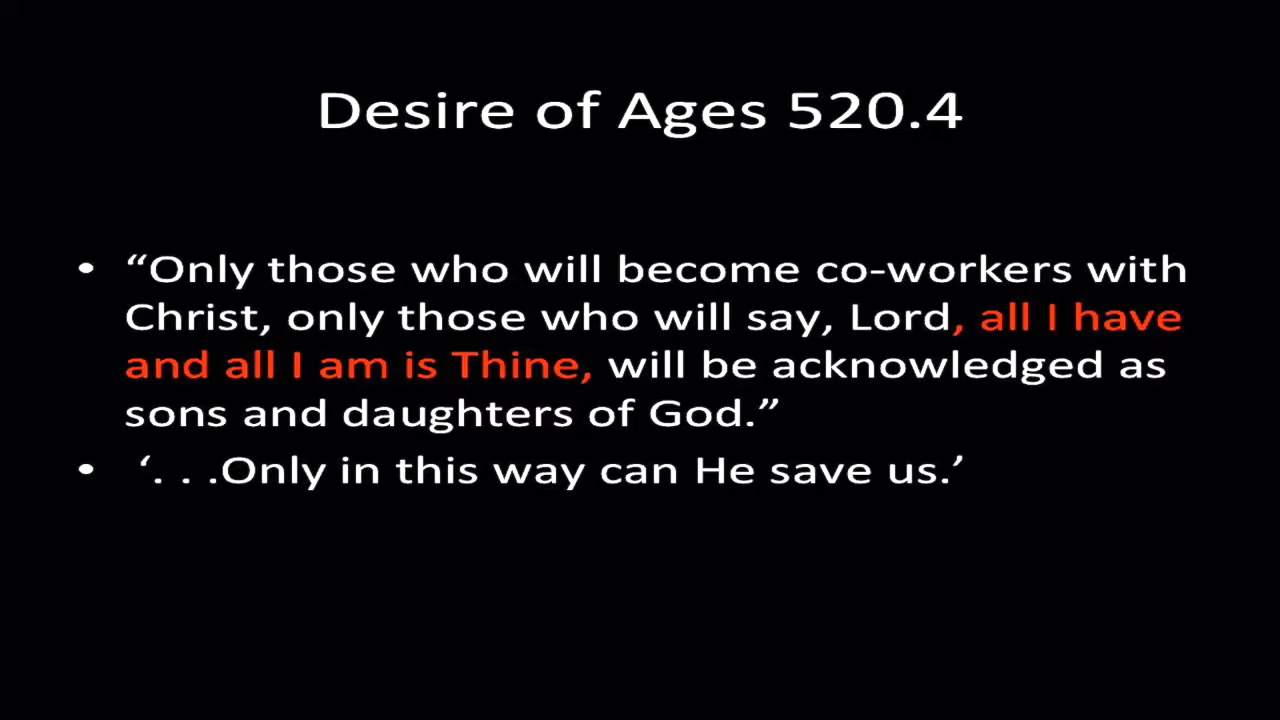 Desire of Ages 520.4
• “Only those who will become co-workers with
Christ, only those who will say, Lord, all I have
and all I am is Thine, will be acknowledged as
sons and daughters of God.”
• ‘. . .Only in this way can He save us.’